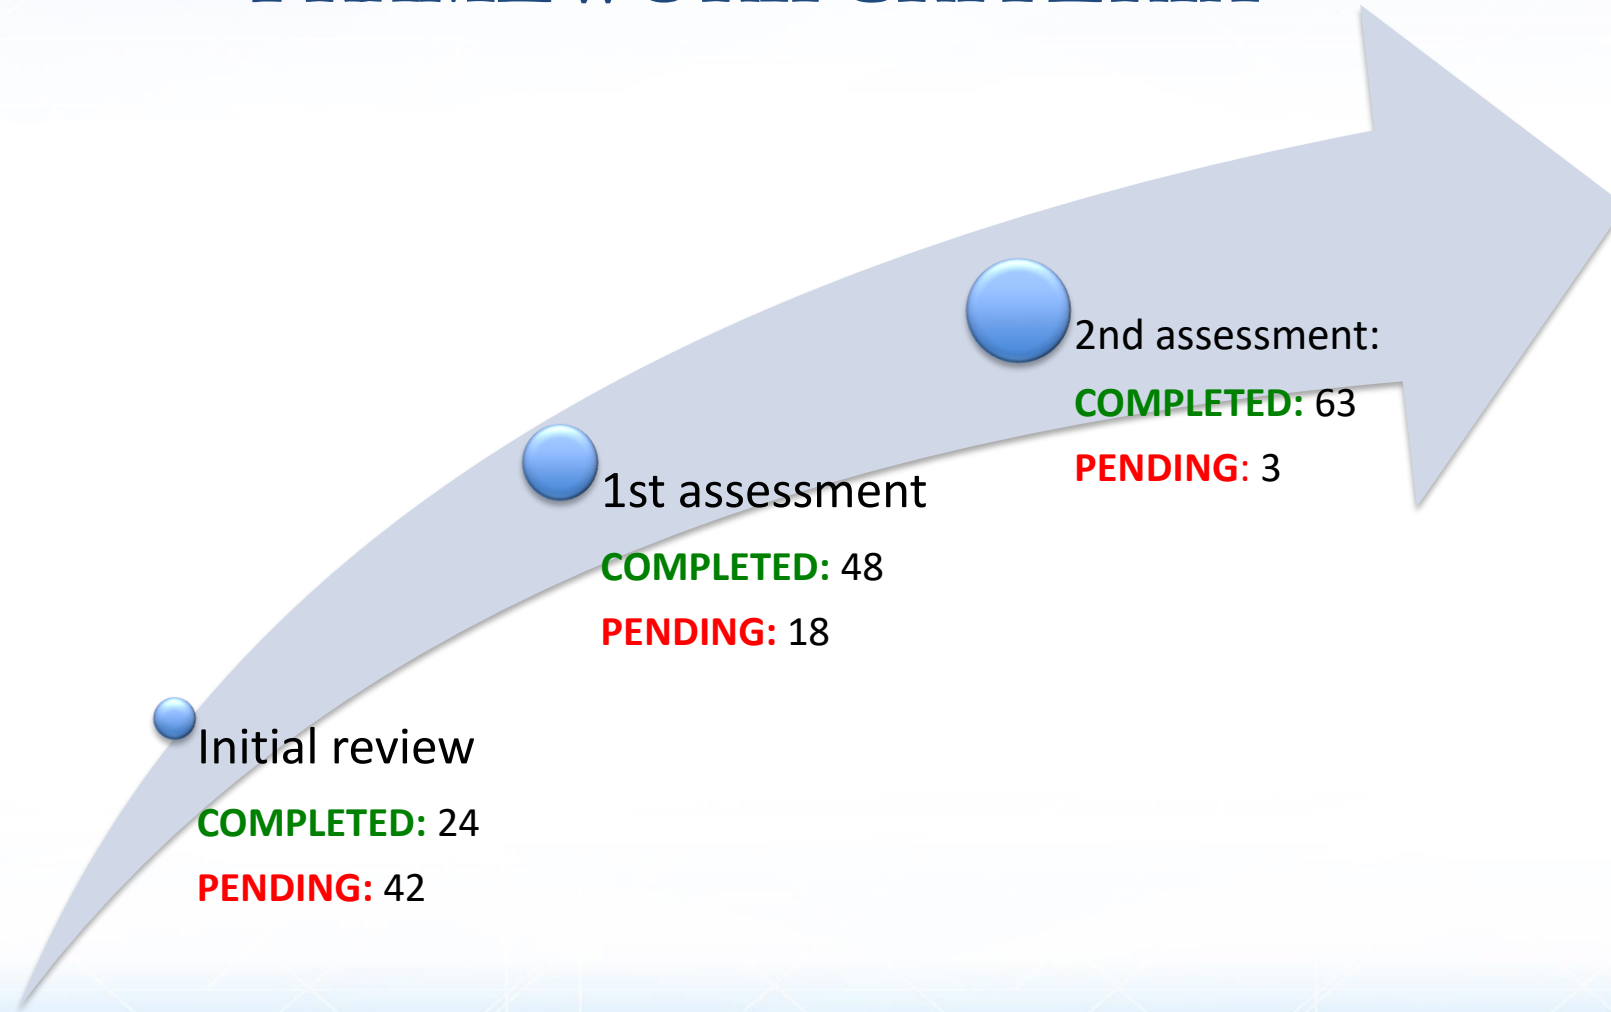 Initial review
COMPLETED: 24
PENDING: 42
1st assessment
COMPLETED: 48
PENDING: 18
2nd assessment:
COMPLETED: 63
PENDING: 3